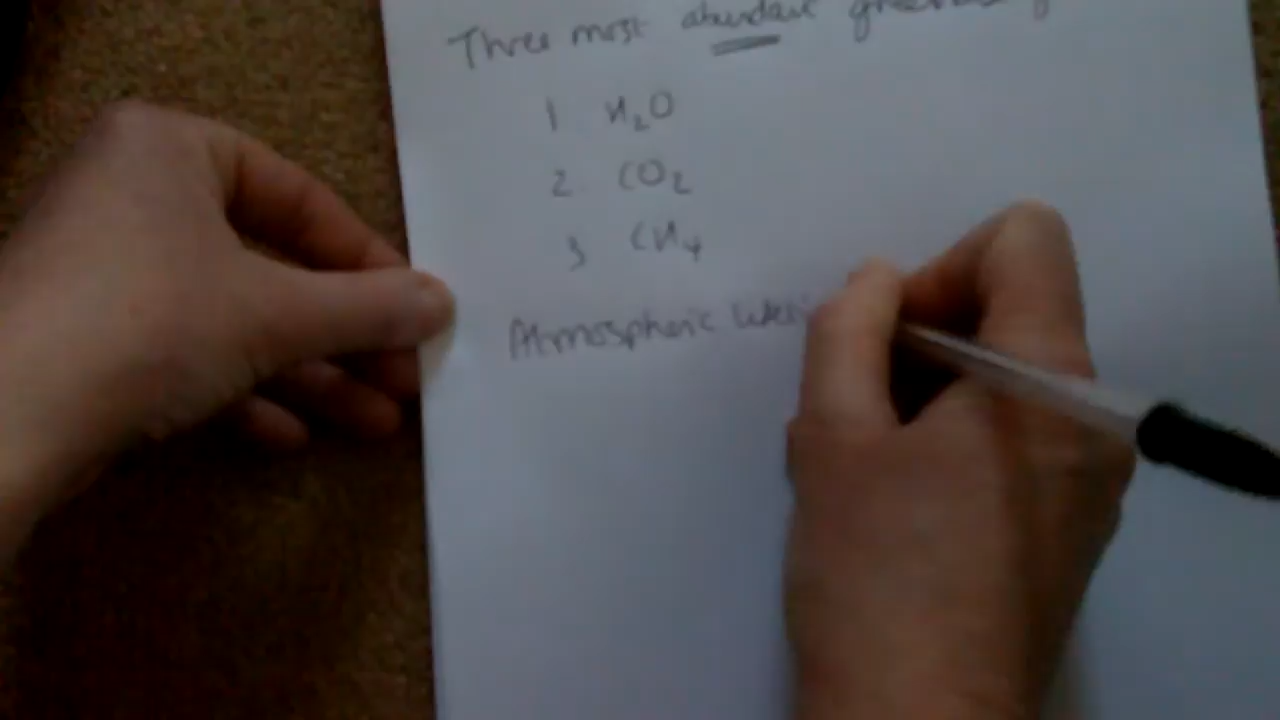 Three most abundant
1 H₂O
2 CO₂
3 CH₄
Atmospheric